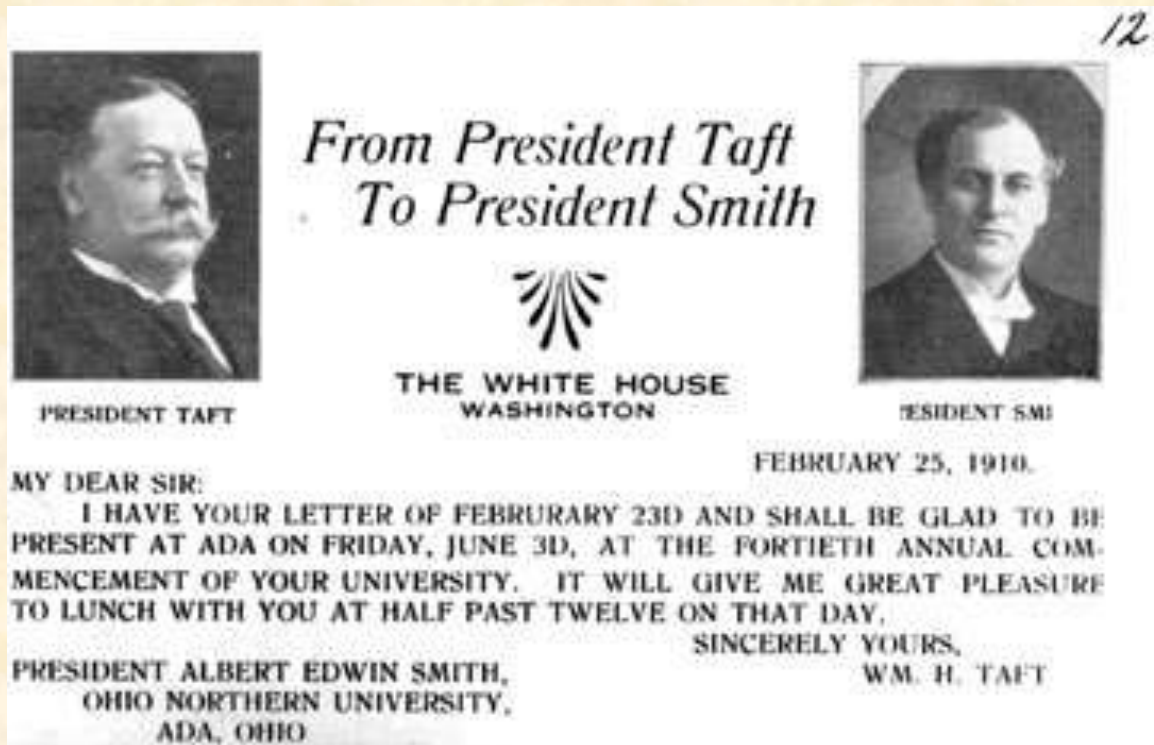 12
From President Taft
To President Smith
THE WHITE HOUSE
WASHINGTON
PRESIDENT TAFT
ESIDENT SMI
FEBRUARY 25, 1910.
MY DEAR SIR:
I HAVE YOUR LETTER OF FEBRURARY 23D AND SHALL BE GLAD TO BE
PRESENT AT ADA ON FRIDAY, JUNE 3D, AT THE FORTIETH ANNUAL COM-
MENCEMENT OF YOUR UNIVERSITY. IT WILL GIVE ME GREAT PLEASURE
TO LUNCH WITH YOU AT HALF PAST TWELVE ON THAT DAY.
SINCERELY YOURS,
WM. H. TAFT
PRESIDENT ALBERT EDWIN SMITH,
OHIO NORTHERN UNIVERSITY,
ADA, OHIO